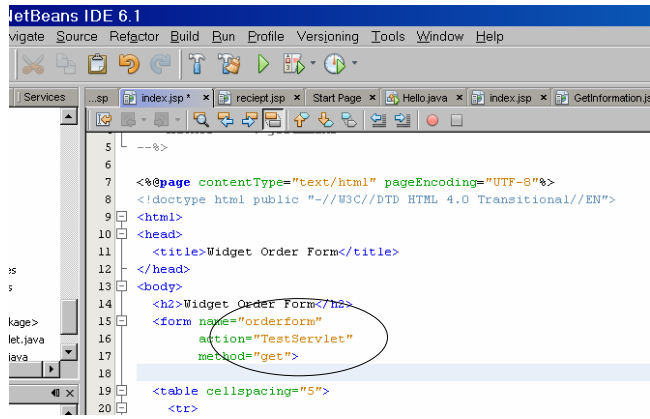 NetBeans IDE 6.1
vigate Source Refactor Build Run Profile Versioning Tools Window Help
Services ...sp index.jsp * x reciept.jsp x Start Page x Hello.java x index.jsp x GetInformation.js
5 --%>
6
7 <%@page contentType="text/html" pageEncoding="UTF-8"%>
8 <!doctype html public "-//W3C//DTD HTML 4.0 Transitional//EN">
9 <html>
10 <head>
11 <title>Widget Order Form</title>
12 </head>
13 <body>
14 <h2>Widget Order Form</h2>
15 <form name="orderform"
16 action="TestServlet"
17 method="get">
18
19 <table cellspacing="5">
20 <tr>
es
s
kage>
let.java
java